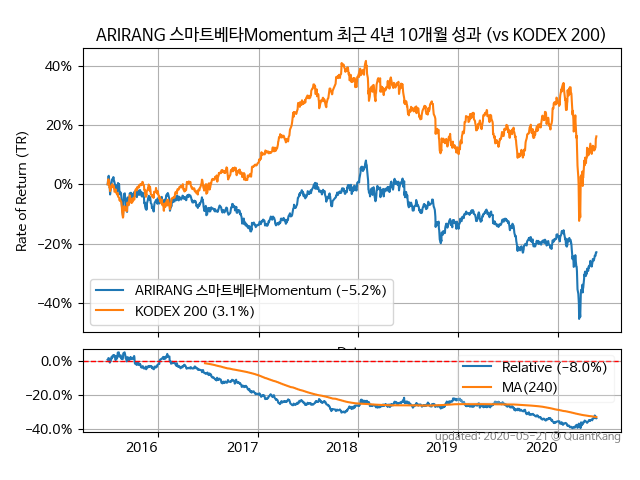 ARIRANG 스마트베타Momentum 최근 4년 10개월 성과 (vs KODEX 200)
Rate of Return (TR)
40%
20%
0%
−20%
−40%
ARIRANG 스마트베타Momentum (−5.2%)
KODEX 200 (3.1%)
0.0%
−20.0%
−40.0%
Relative (−8.0%)
MA(240)
2016
2017
2018
2019
2020
updated: 2020-05-21 @ QuantKang